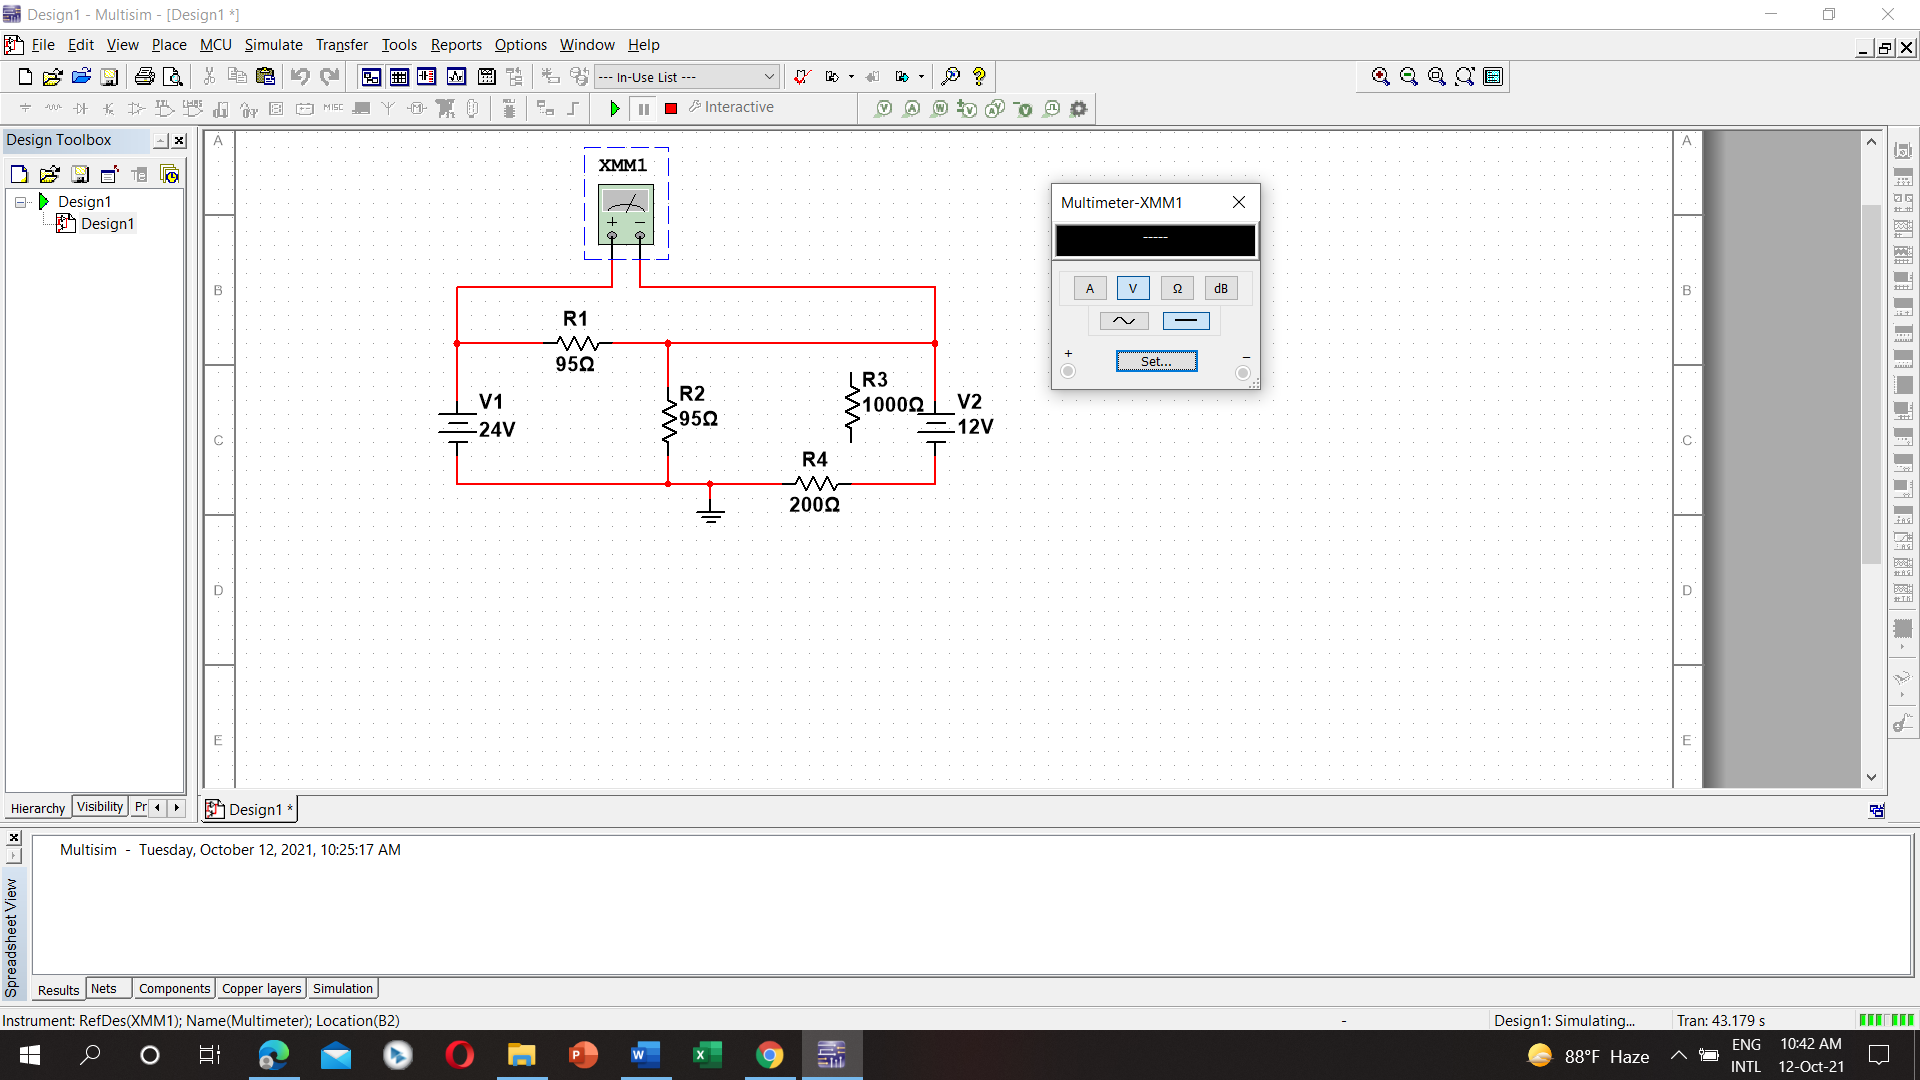 Design1 - Multisim - [Design1 *]
File Edit View Place MCU Simulate Transfer Tools Reports Options Window Help
--- In-Use List ---
MISC
Interactive
Design Toolbox
Design1
Design1
Hierarchy Visibility Pr
A A
B B
C C
D D
E E
XMM1
R1
95Ω
R2
95Ω
R3
1000Ω
V1
24V
V2
12V
R4
200Ω
Multimeter-XMM1
-----
A V Ω dB
+ −
Set...
Design1 *
Multisim - Tuesday, October 12, 2021, 10:25:17 AM
Spreadsheet View
Results Nets Components Copper layers Simulation
Instrument: RefDes(XMM1); Name(Multimeter); Location(B2) - Design1: Simulating... Tran: 43.179 s
88°F Haze
ENG
INTL
10:42 AM
12-Oct-21